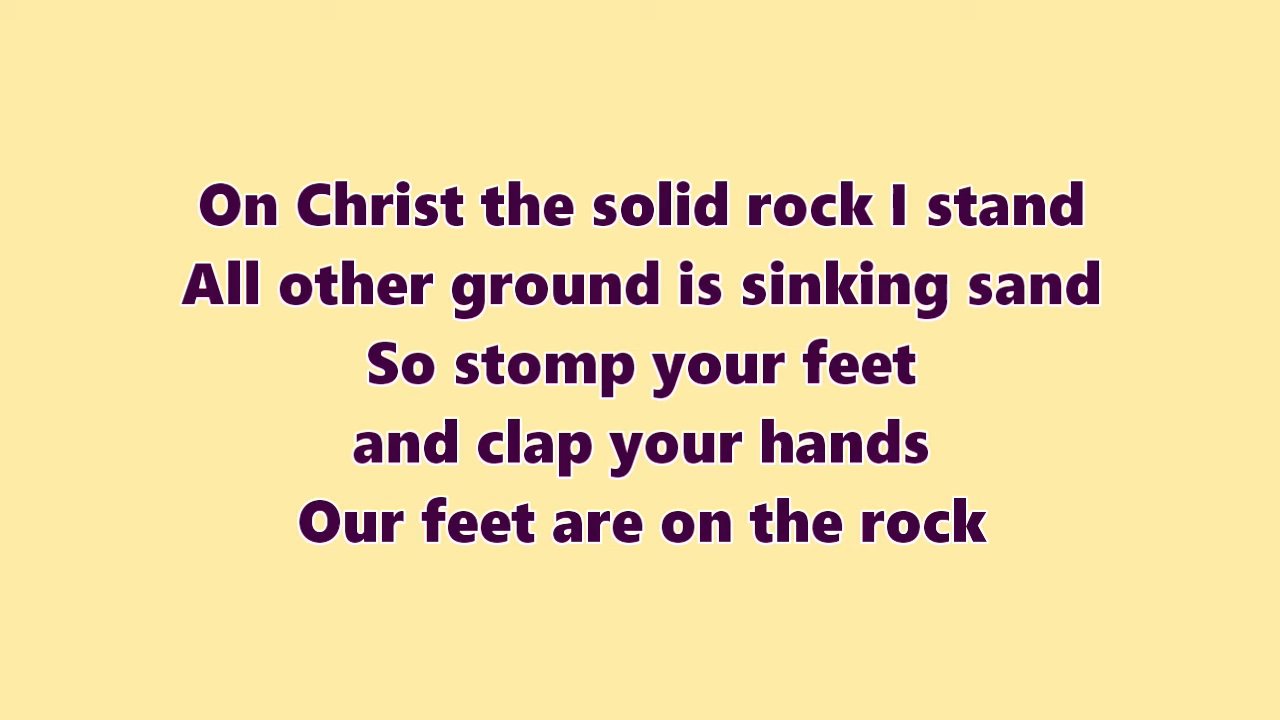 On Christ the solid rock I stand
All other ground is sinking sand
So stomp your feet
and clap your hands
Our feet are on the rock